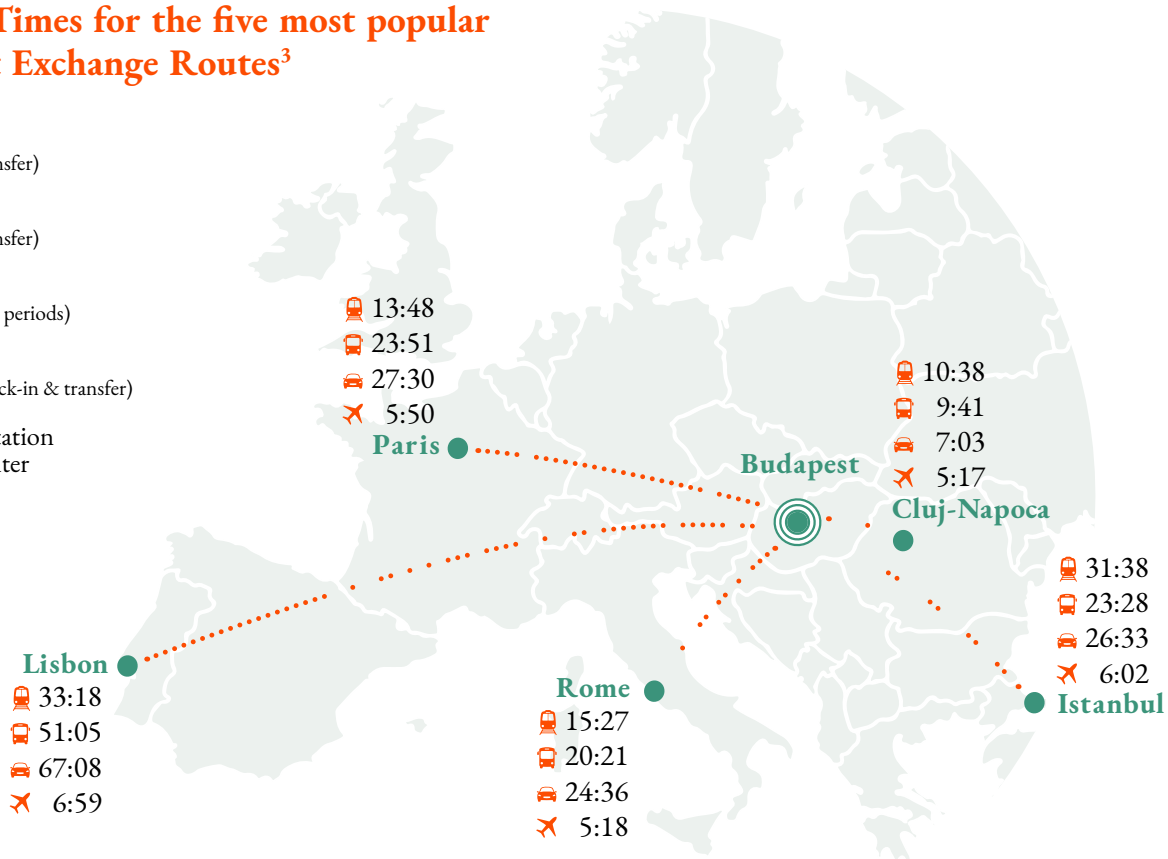 Times for the five most popular
Exchange Routes³
nsfer)
nsfer)
periods)
ck-in & transfer)
tation
ter
13:48
23:51
27:30
5:50
Paris
10:38
9:41
7:03
5:17
Budapest
Cluj-Napoca
31:38
23:28
26:33
6:02
Istanbul
Lisbon
33:18
51:05
67:08
6:59
Rome
15:27
20:21
24:36
5:18